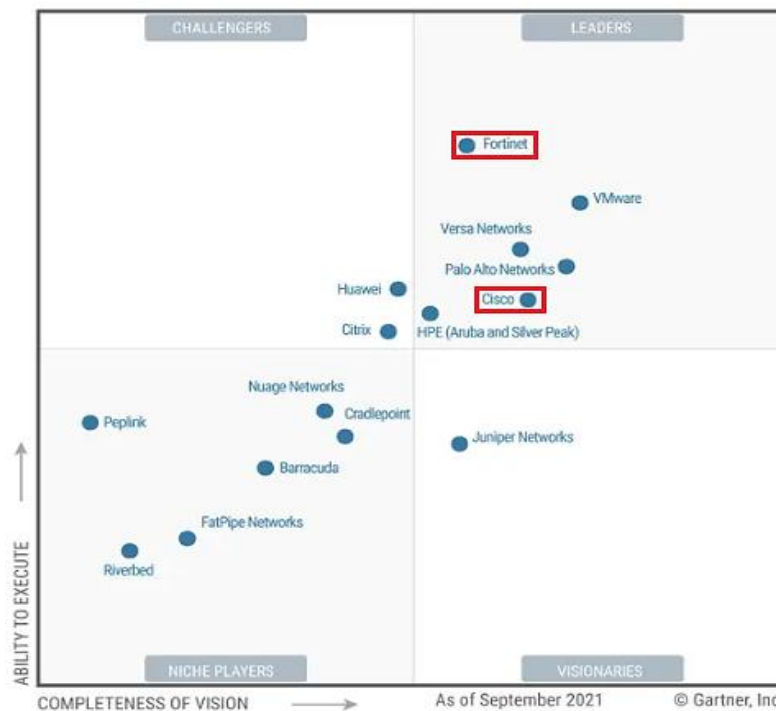 CHALLENGERS
LEADERS
Fortinet
VMware
Versa Networks
Palo Alto Networks
Huawei
Cisco
Citrix
HPE (Aruba and Silver Peak)
Nuage Networks
Cradlepoint
Peplink
Juniper Networks
Barracuda
FatPipe Networks
Riverbed
ABILITY TO EXECUTE
NICHE PLAYERS
VISIONARIES
COMPLETENESS OF VISION
As of September 2021
© Gartner, Inc